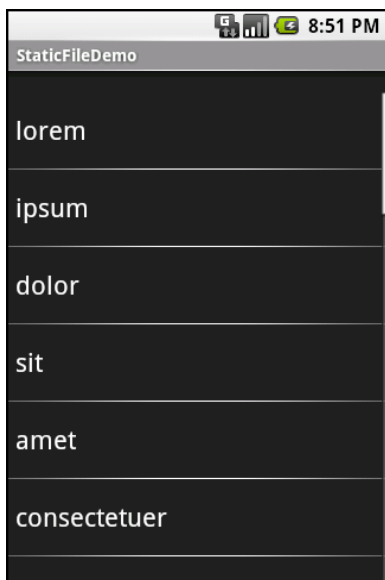 G 8:51 PM
StaticFileDemo
lorem
ipsum
dolor
sit
amet
consectetuer